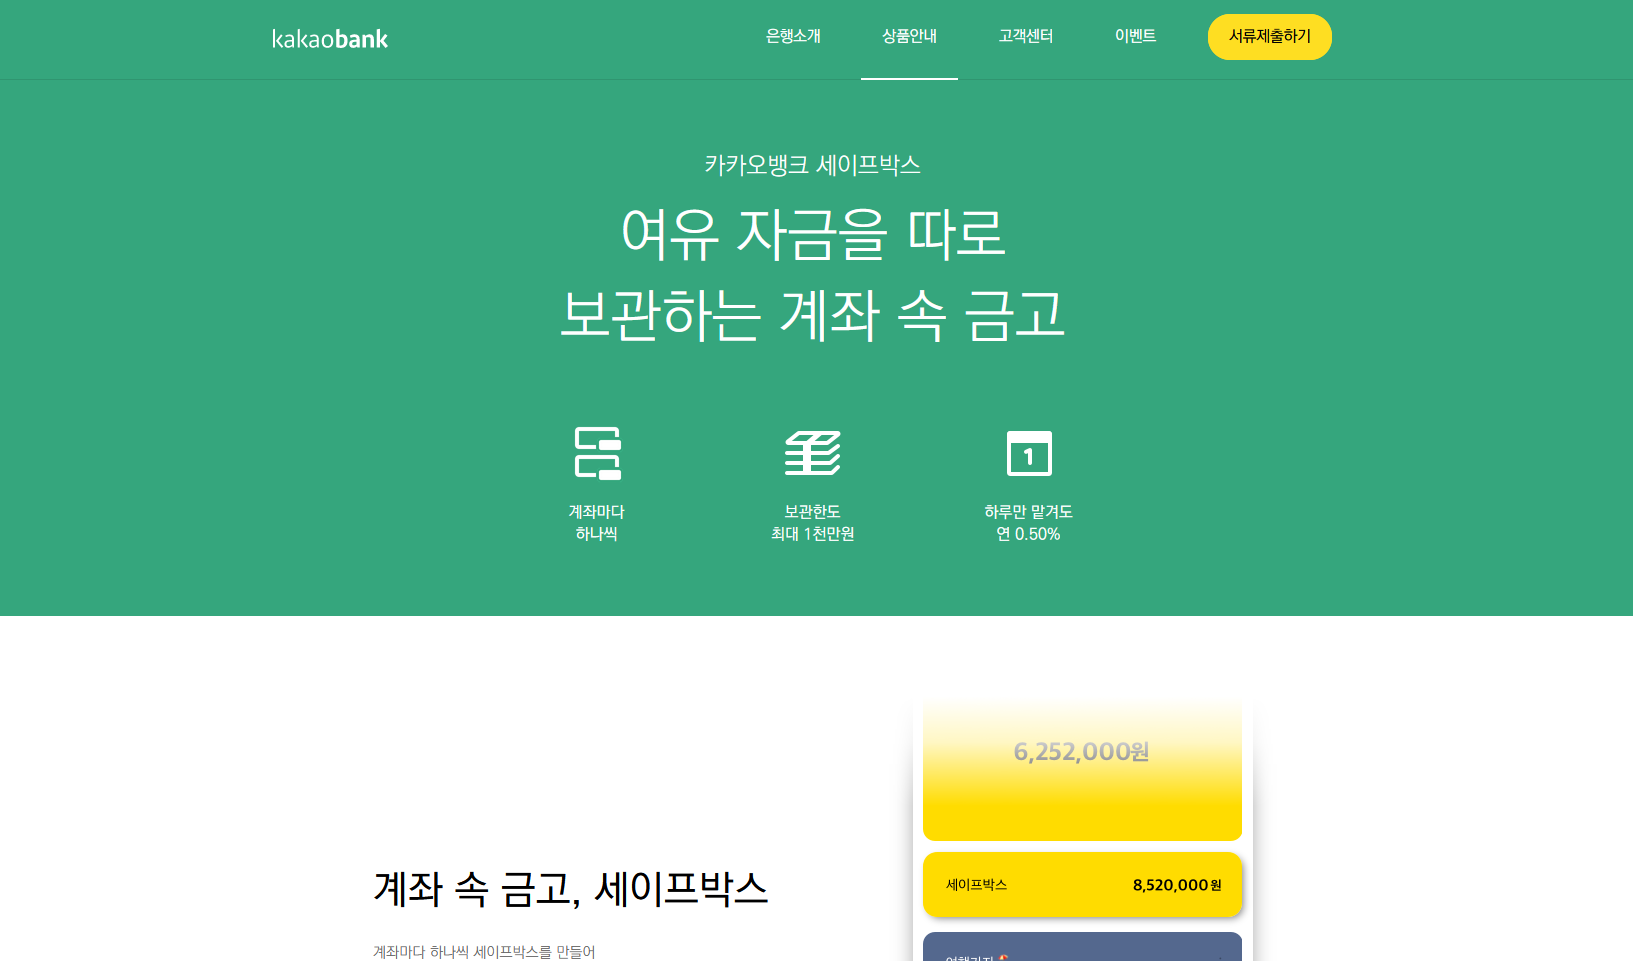 kakaobank
은행소개
상품안내
고객센터
이벤트
서류제출하기
카카오뱅크 세이프박스
여유 자금을 따로
보관하는 계좌 속 금고
계좌마다
하나씩
보관한도
최대 1천만원
하루만 맡겨도
연 0.50%
1
6,252,000원
계좌 속 금고, 세이프박스
세이프박스
8,520,000 원
계좌마다 하나씩 세이프박스를 만들어